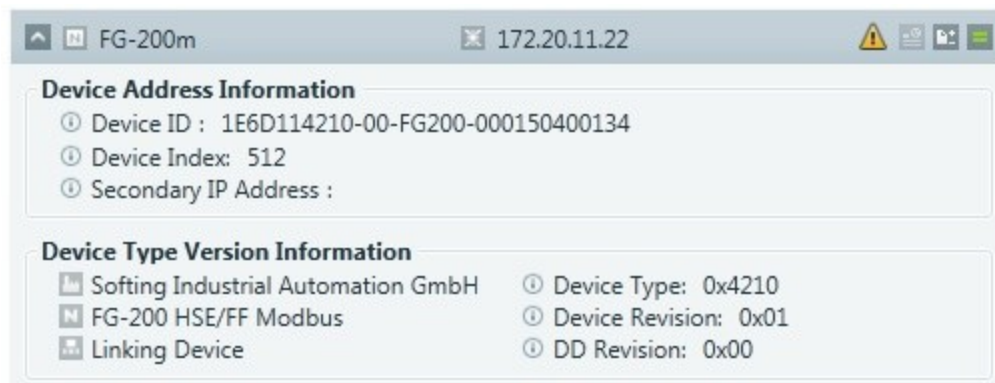 FG-200m 172.20.11.22
Device Address Information
Device ID : 1E6D114210-00-FG200-000150400134
Device Index: 512
Secondary IP Address :
Device Type Version Information
Softing Industrial Automation GmbH Device Type: 0x4210
FG-200 HSE/FF Modbus Device Revision: 0x01
Linking Device DD Revision: 0x00